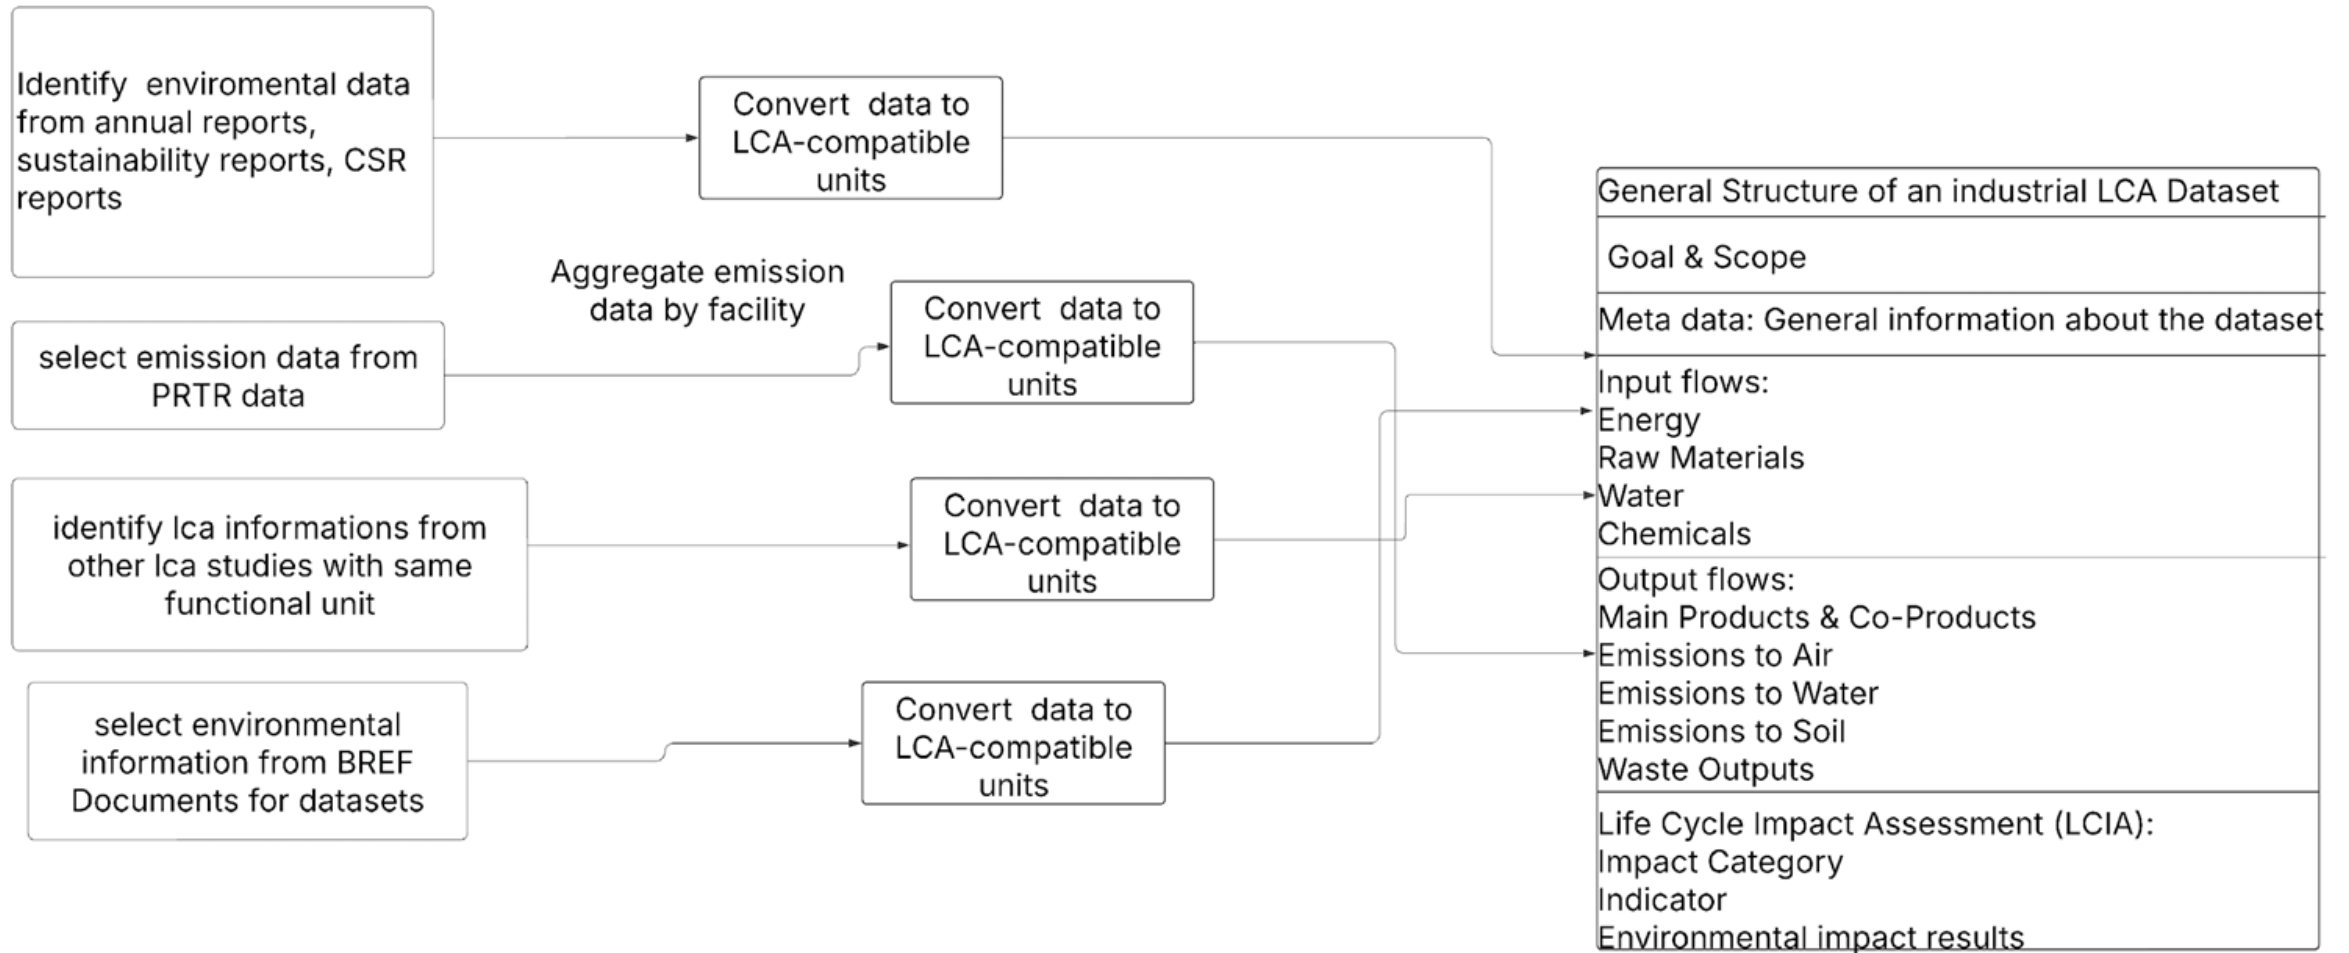 Identify enviromental data
from annual reports,
sustainability reports, CSR
reports
Convert data to
LCA-compatible
units
Aggregate emission
data by facility
select emission data from
PRTR data
Convert data to
LCA-compatible
units
identify lca informations from
other lca studies with same
functional unit
Convert data to
LCA-compatible
units
select environmental
information from BREF
Documents for datasets
Convert data to
LCA-compatible
units
General Structure of an industrial LCA Dataset
Goal & Scope
Meta data: General information about the dataset
Input flows:
Energy
Raw Materials
Water
Chemicals
Output flows:
Main Products & Co-Products
Emissions to Air
Emissions to Water
Emissions to Soil
Waste Outputs
Life Cycle Impact Assessment (LCIA):
Impact Category
Indicator
Environmental impact results